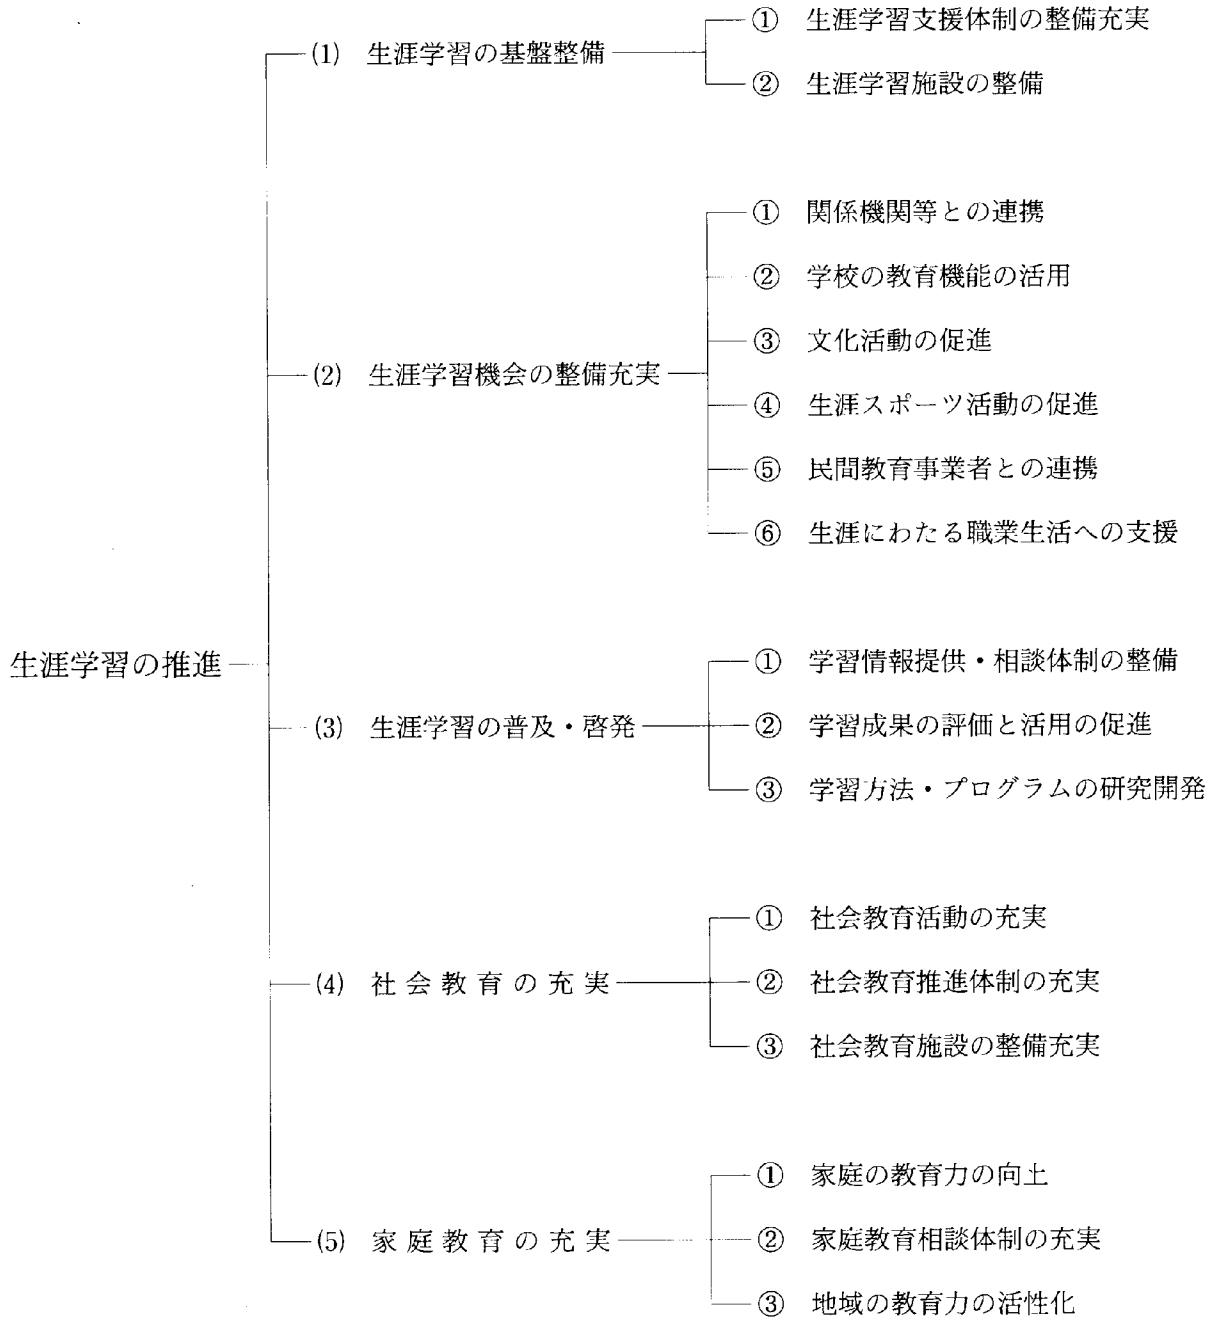 生涯学習の推進
(1) 生涯学習の基盤整備
① 生涯学習支援体制の整備充実
② 生涯学習施設の整備
(2) 生涯学習機会の整備充実
① 関係機関等との連携
② 学校の教育機能の活用
③ 文化活動の促進
④ 生涯スポーツ活動の促進
⑤ 民間教育事業者との連携
⑥ 生涯にわたる職業生活への支援
(3) 生涯学習の普及・啓発
① 学習情報提供・相談体制の整備
② 学習成果の評価と活用の促進
③ 学習方法・プログラムの研究開発
(4) 社会教育の充実
① 社会教育活動の充実
② 社会教育推進体制の充実
③ 社会教育施設の整備充実
(5) 家庭教育の充実
① 家庭の教育力の向上
② 家庭教育相談体制の充実
③ 地域の教育力の活性化